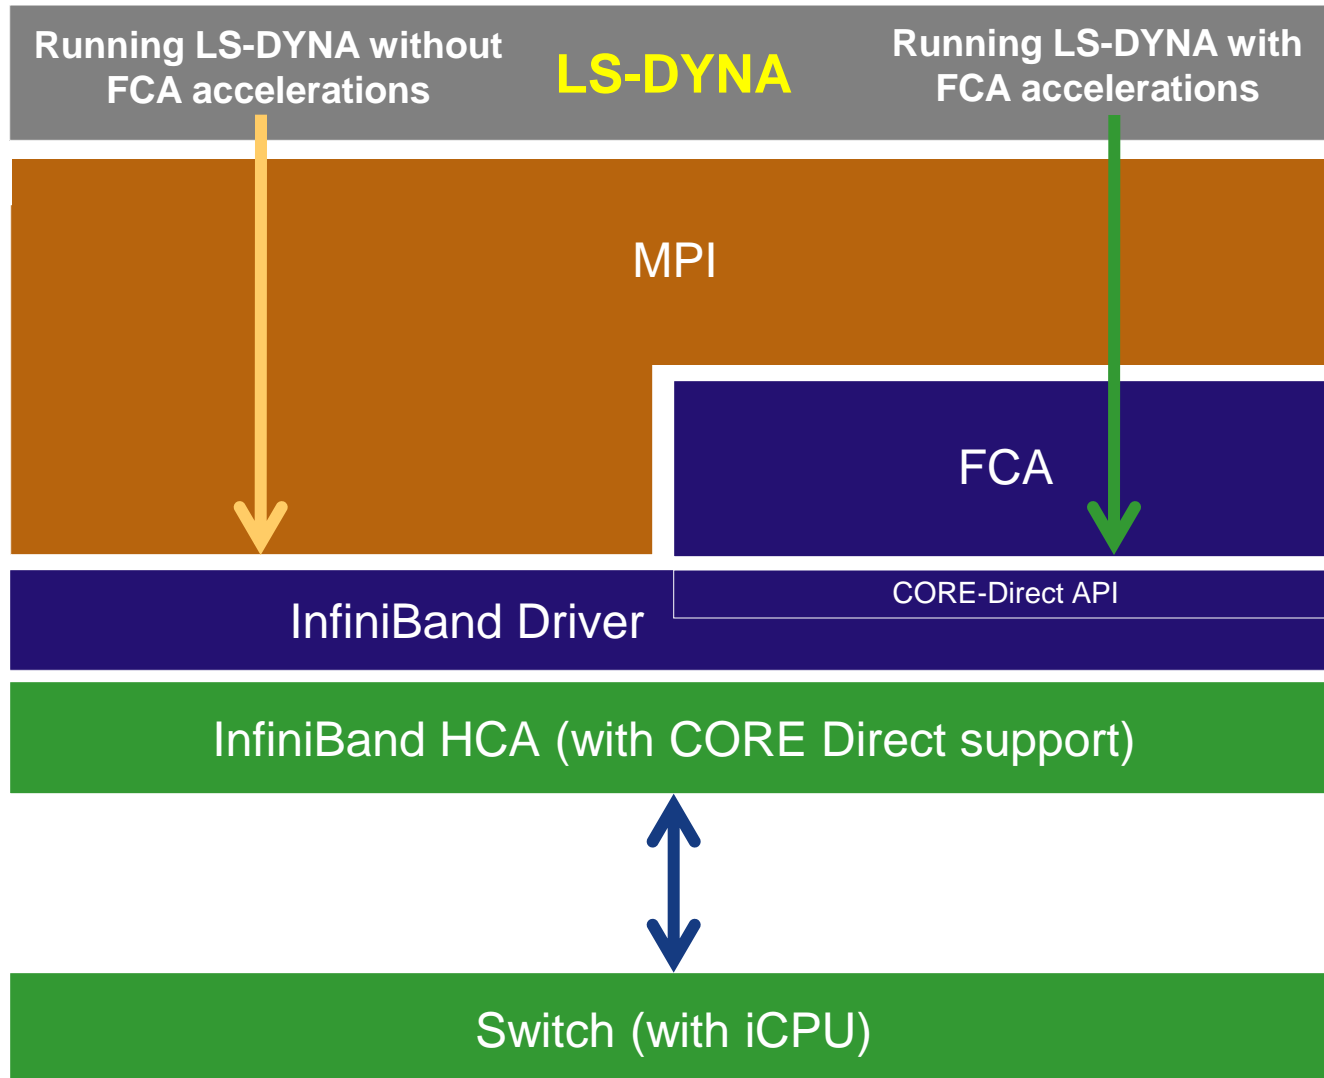 Running LS-DYNA without
FCA accelerations
LS-DYNA
Running LS-DYNA with
FCA accelerations
MPI
FCA
CORE-Direct API
InfiniBand Driver
InfiniBand HCA (with CORE Direct support)
Switch (with iCPU)